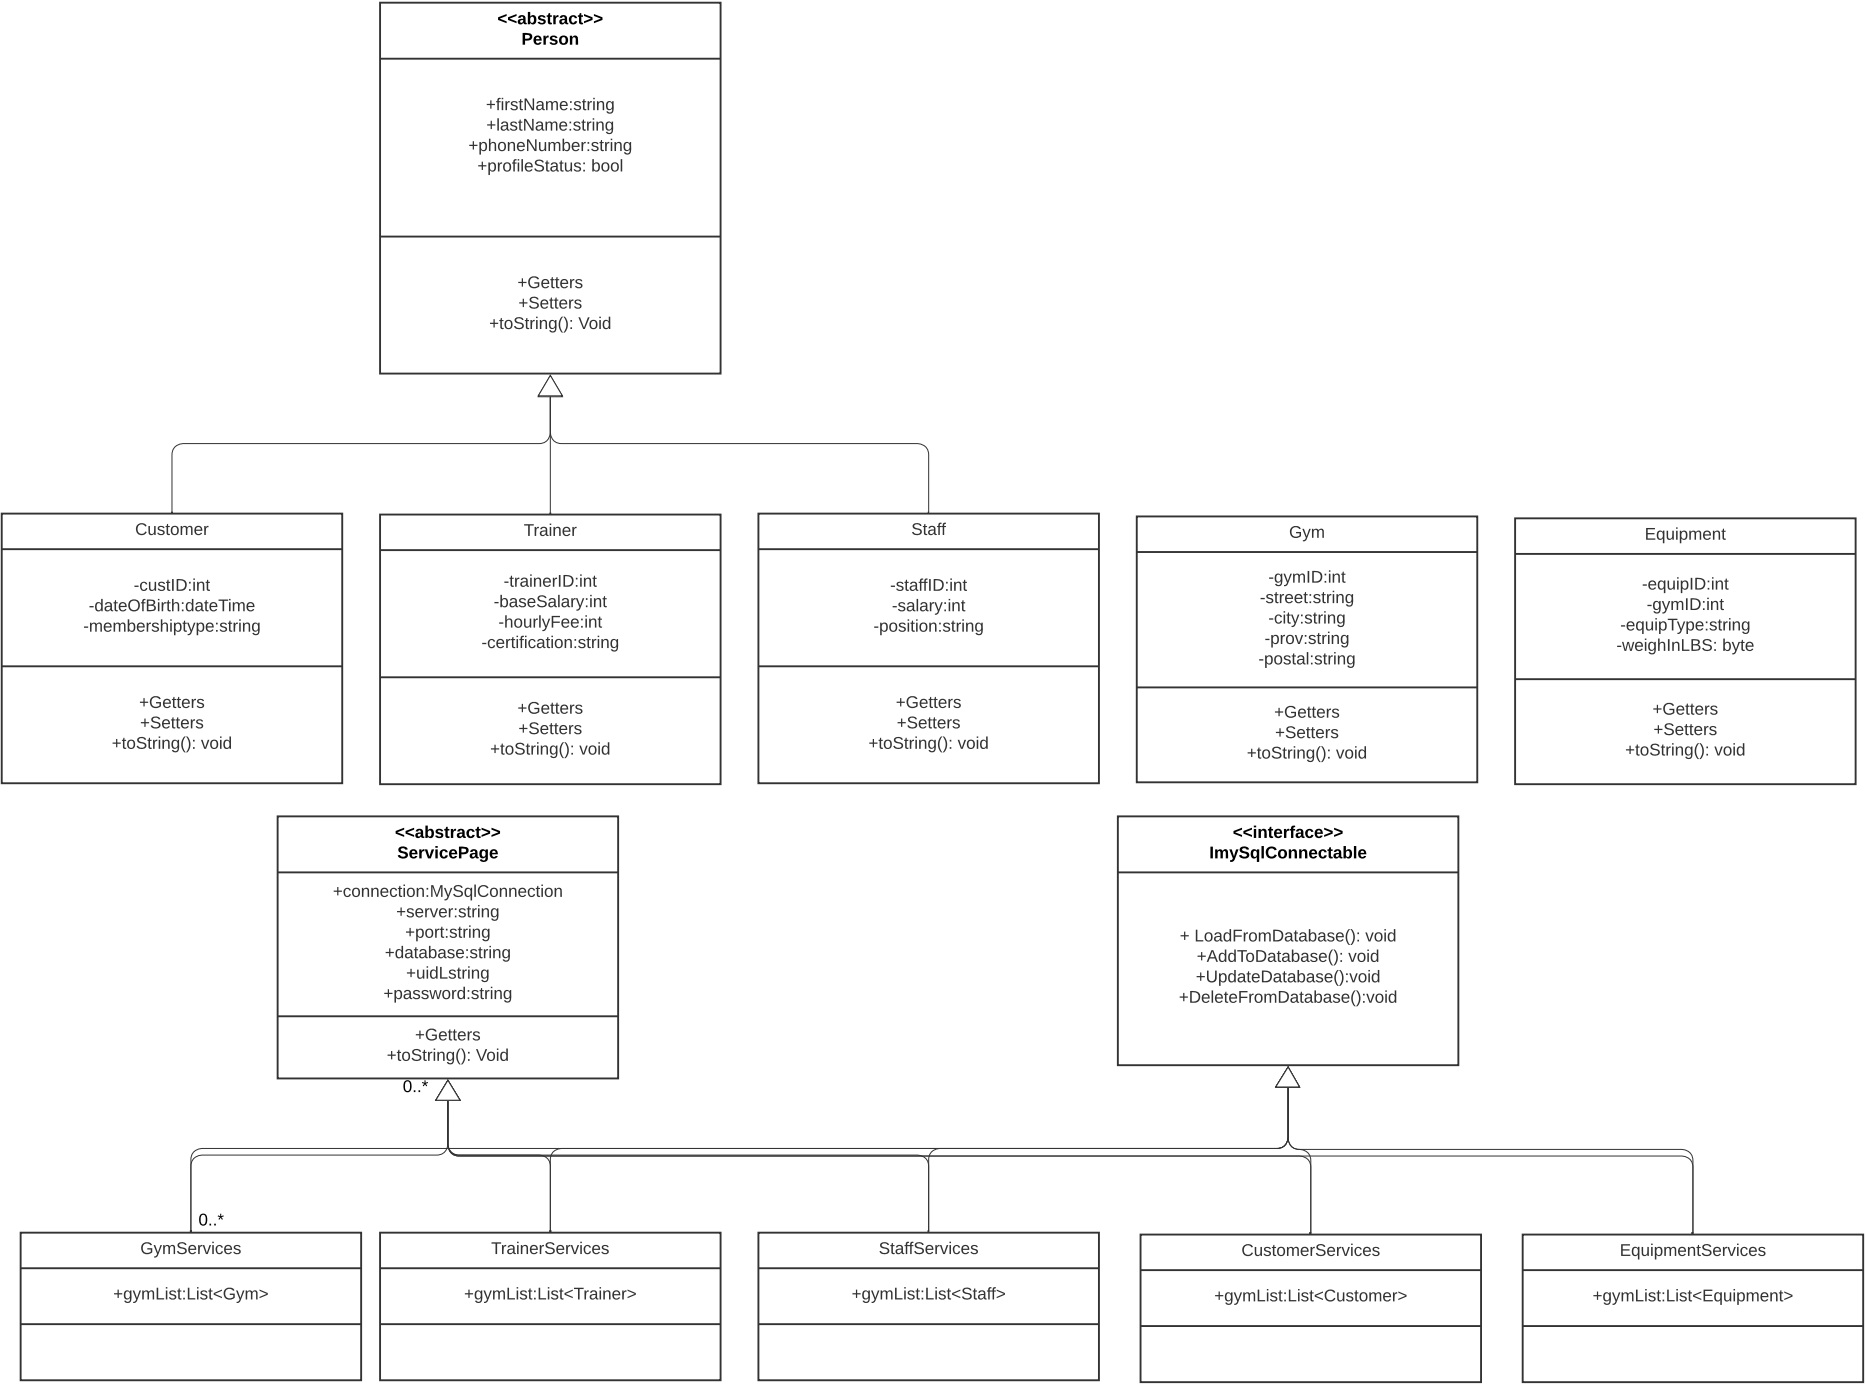 <<abstract>>
Person
+firstName:string
+lastName:string
+phoneNumber:string
+profileStatus: bool
+Getters
+Setters
+toString(): Void
Customer
-custID:int
-dateOfBirth:dateTime
-membershiptype:string
+Getters
+Setters
+toString(): void
Trainer
-trainerID:int
-baseSalary:int
-hourlyFee:int
-certification:string
+Getters
+Setters
+toString(): void
Staff
-staffID:int
-salary:int
-position:string
+Getters
+Setters
+toString(): void
Gym
-gymID:int
-street:string
-city:string
-prov:string
-postal:string
+Getters
+Setters
+toString(): void
Equipment
-equipID:int
-gymID:int
-equipType:string
-weighInLBS: byte
+Getters
+Setters
+toString(): void
<<abstract>>
ServicePage
+connection:MySqlConnection
+server:string
+port:string
+database:string
+uidLstring
+password:string
+Getters
+toString(): Void
0..*
<<interface>>
ImySqlConnectable
+ LoadFromDatabase(): void
+AddToDatabase(): void
+UpdateDatabase():void
+DeleteFromDatabase():void
0..*
GymServices
+gymList:List<Gym>
TrainerServices
+gymList:List<Trainer>
StaffServices
+gymList:List<Staff>
CustomerServices
+gymList:List<Customer>
EquipmentServices
+gymList:List<Equipment>